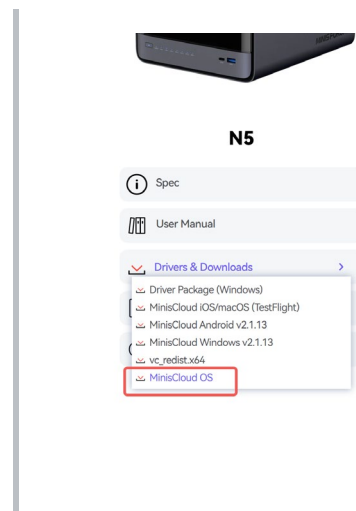 N5
Spec
User Manual
Drivers & Downloads
Driver Package (Windows)
MinisCloud iOS/macOS (TestFlight)
MinisCloud Android v2.1.13
MinisCloud Windows v2.1.13
vc_redist.x64
MinisCloud OS